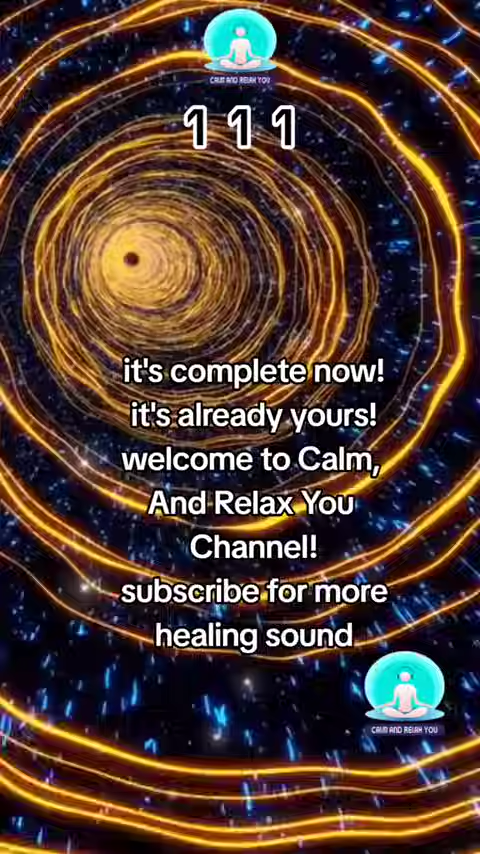 CALM AND RELAX YOU
1 1 1
it's complete now!
it's already yours!
welcome to Calm,
And Relax You
Channel!
subscribe for more
healing sound
CALM AND RELAX YOU